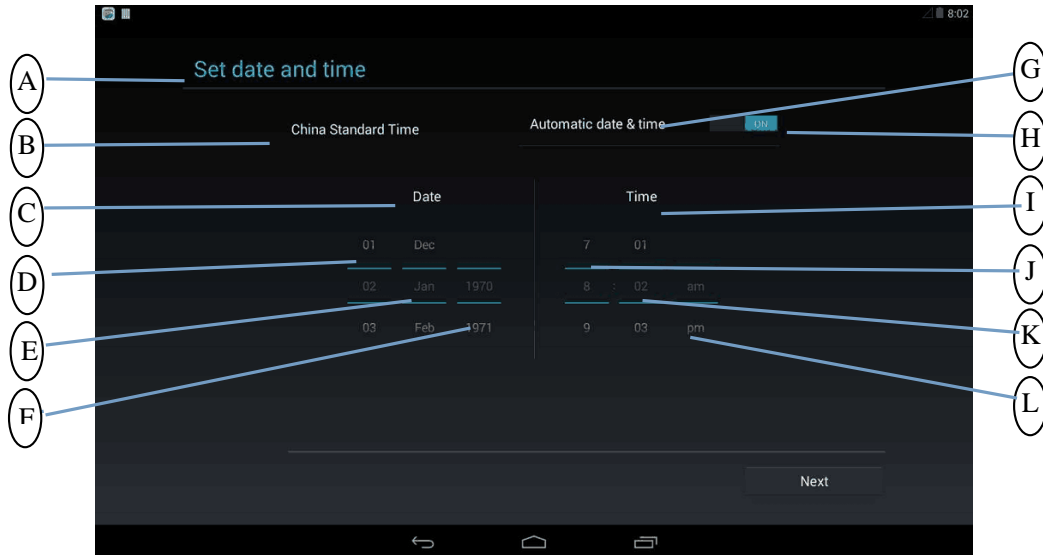 8:02
A
Set date and time
G
B
China Standard Time
Automatic date & time
ON
H
C
Date
Time
I
01 Dec
7 01
D
02 Jan 1970
8 : 02 am
J
E
03 Feb 1971
9 03 pm
K
F
L
Next